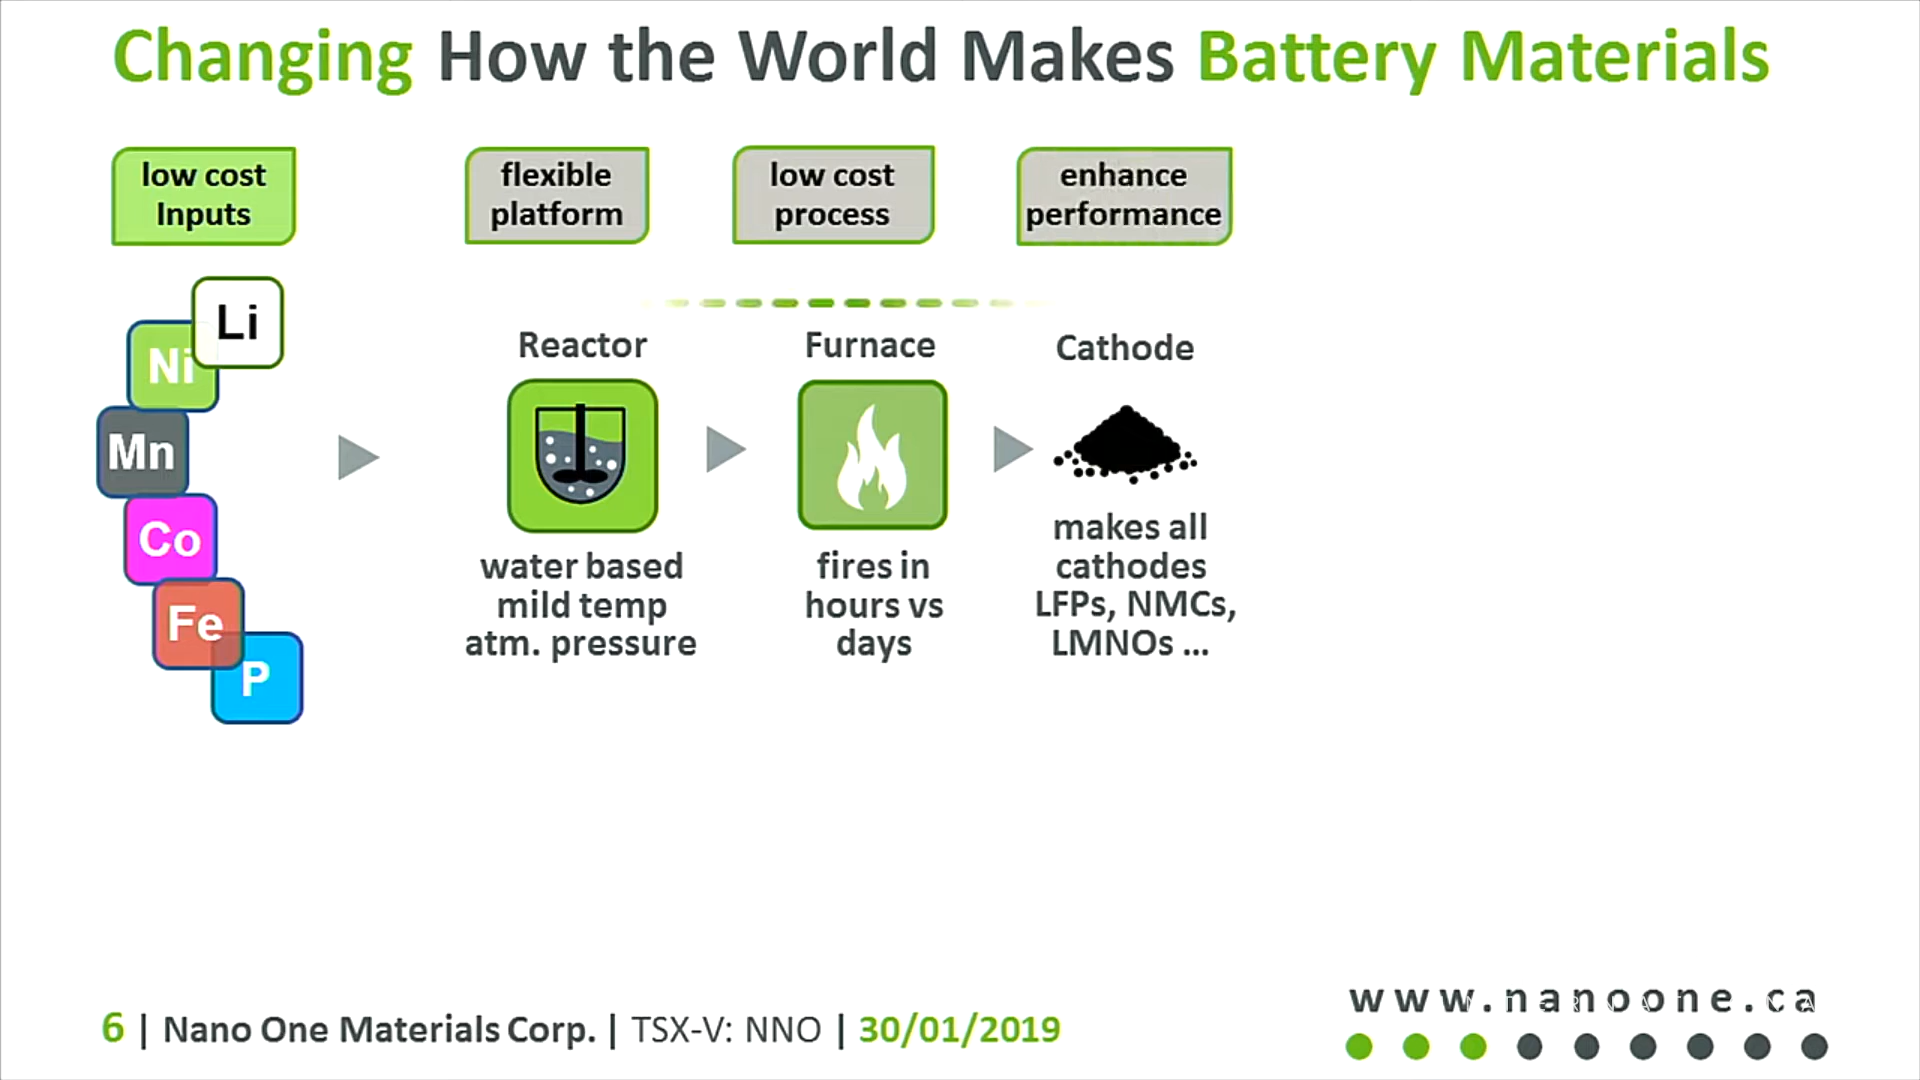 Changing How the World Makes Battery Materials
low cost
Inputs
flexible
platform
low cost
process
enhance
performance
Li
Ni
Mn
Co
Fe
P
Reactor
water based
mild temp
atm. pressure
Furnace
fires in
hours vs
days
Cathode
makes all
cathodes
LFPs, NMCs,
LMNOs ...
6 | Nano One Materials Corp. | TSX-V: NNO | 30/01/2019
www.nanoone.ca